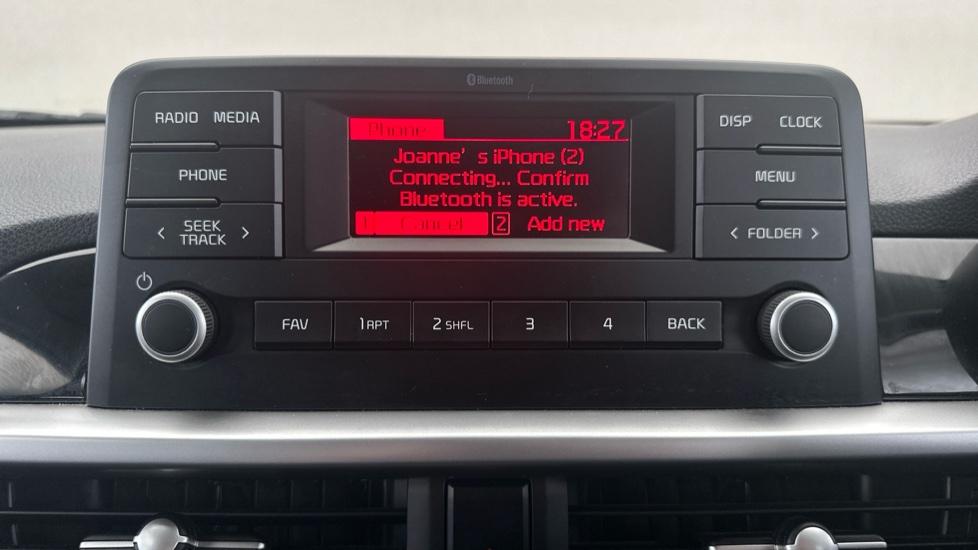 Bluetooth
RADIO MEDIA
PHONE
SEEK
TRACK
Phone 18:27
Joanne's iPhone (2)
Connecting... Confirm
Bluetooth is active.
1 Cancel 2 Add new
DISP CLOCK
MENU
FOLDER
FAV 1 RPT 2 SHFL 3 4 BACK